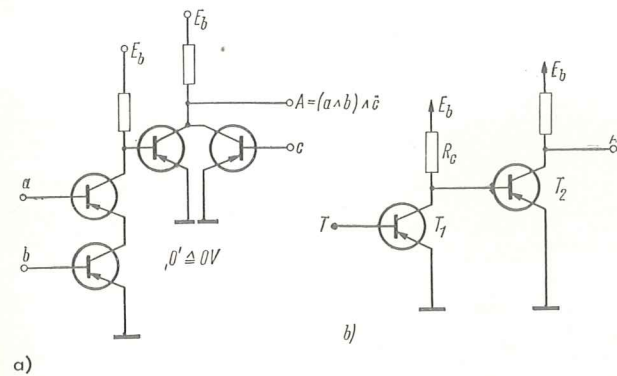 E_b
E_b
A=(a∧b)∧c̄
c
a
b
,0' ≙ 0V
a)
E_b
E_b
R_c
T
T_1
T_2
b)